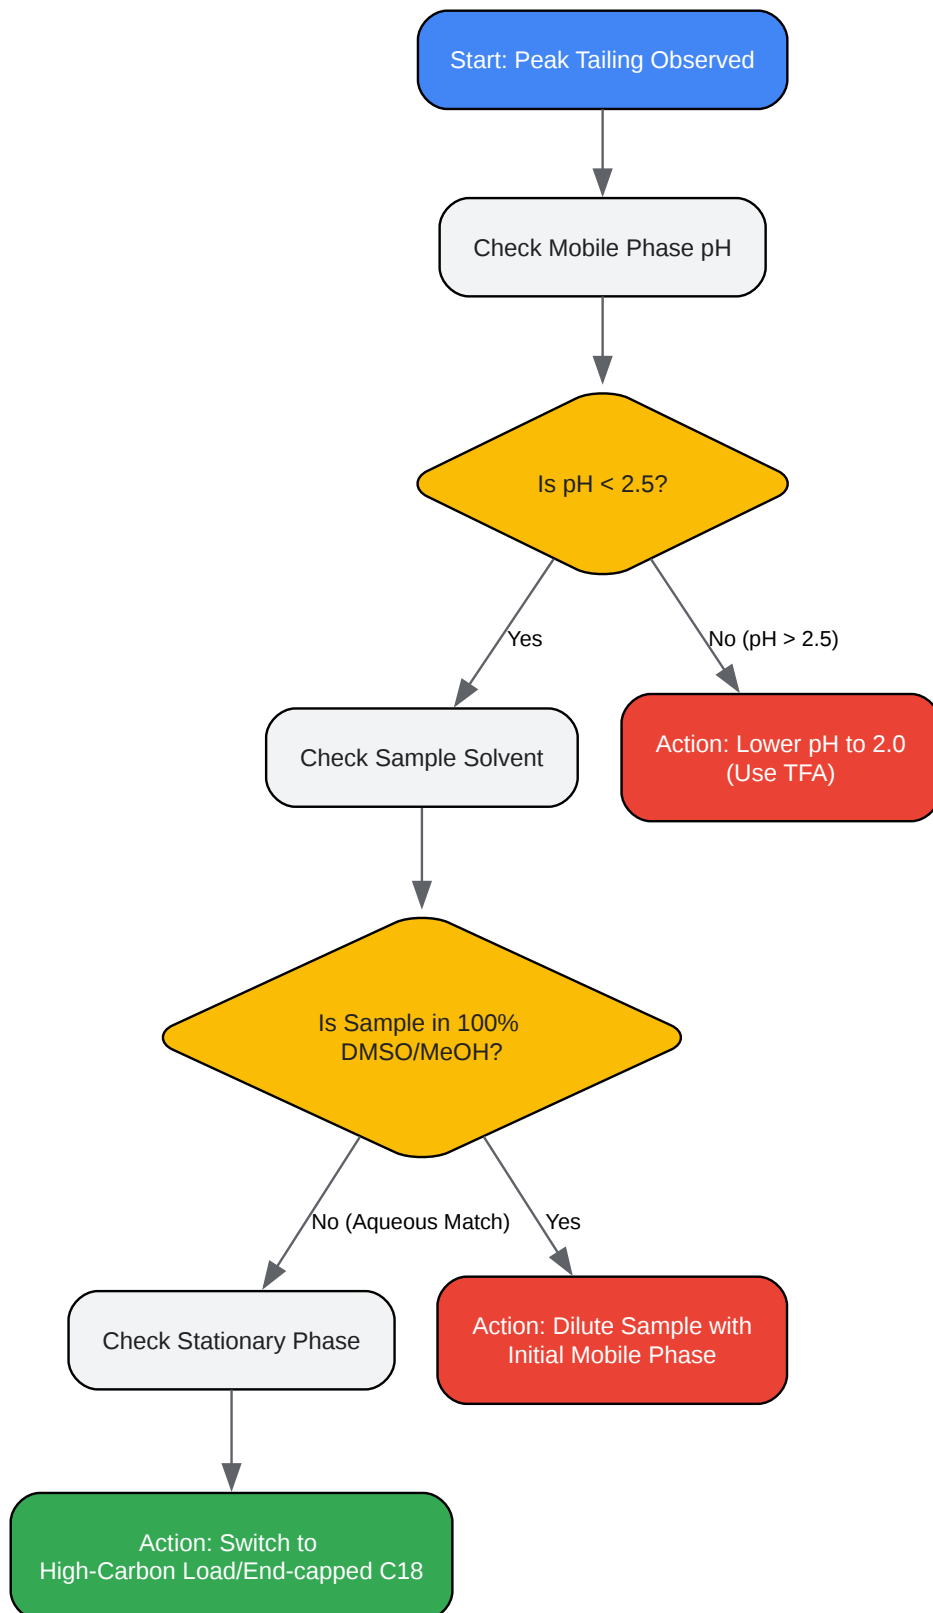 Start: Peak Tailing Observed
Check Mobile Phase pH
Is pH < 2.5?
Yes
No (pH > 2.5)
Check Sample Solvent
Action: Lower pH to 2.0
(Use TFA)
Is Sample in 100%
DMSO/MeOH?
No (Aqueous Match)
Yes
Check Stationary Phase
Action: Dilute Sample with
Initial Mobile Phase
Action: Switch to
High-Carbon Load/End-capped C18